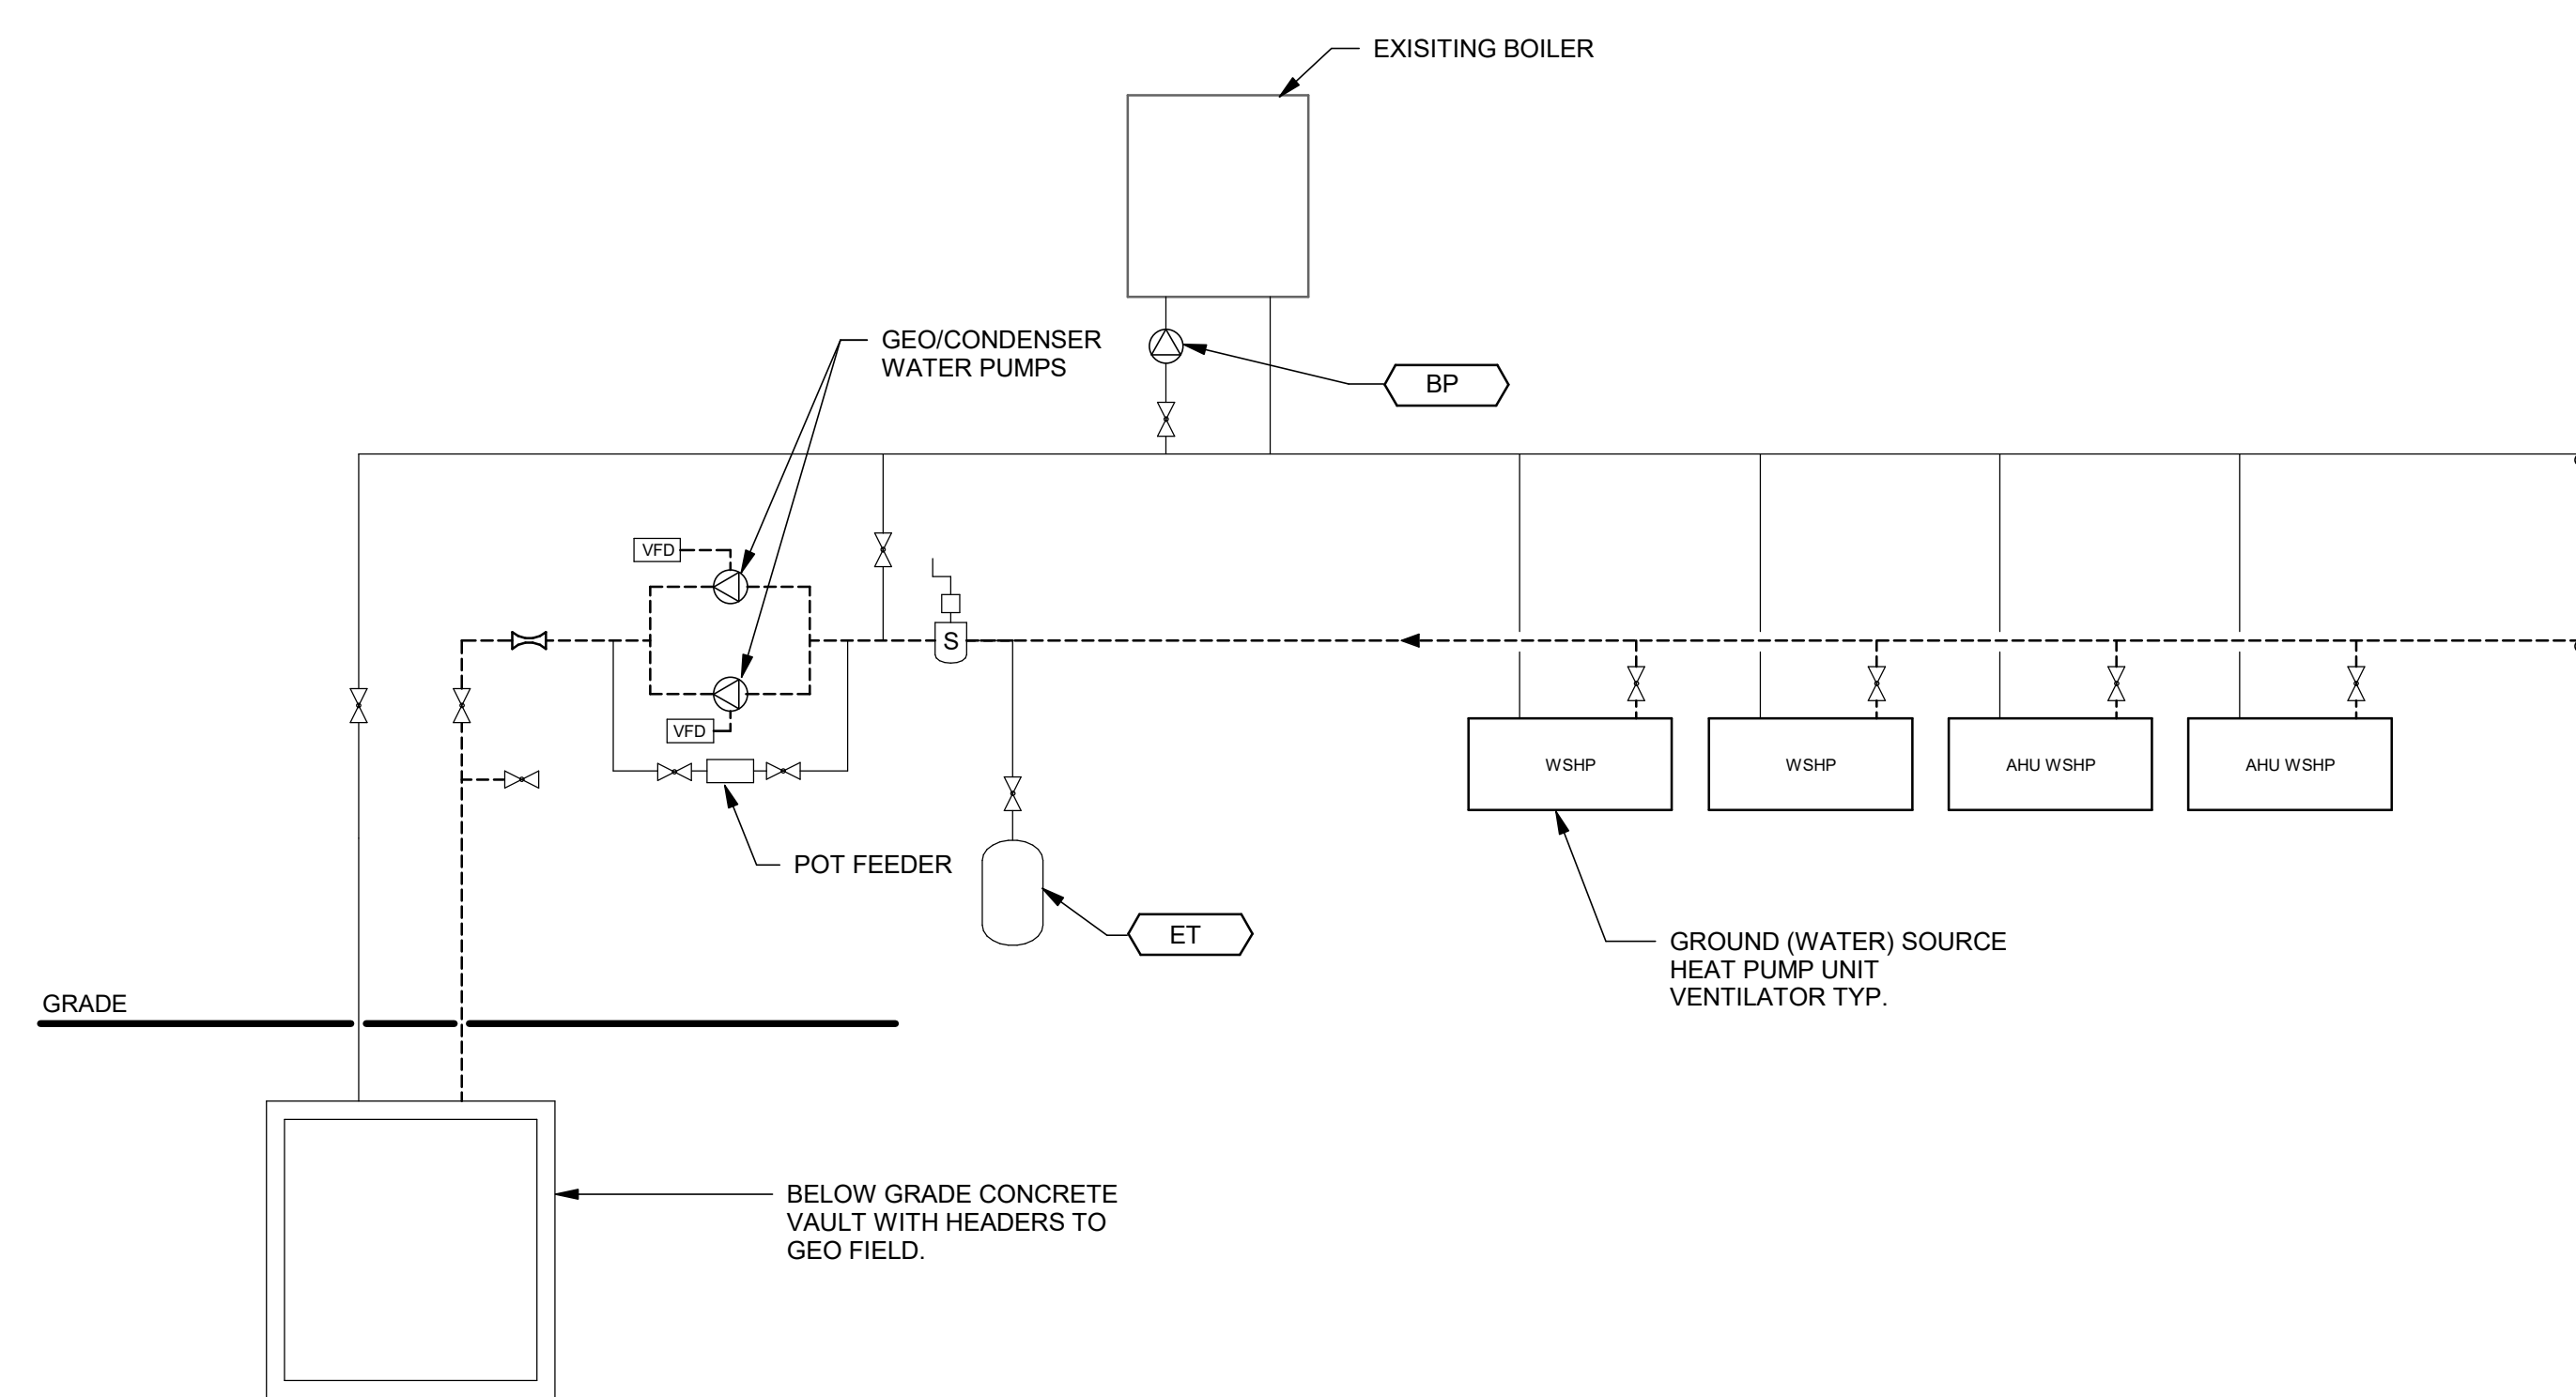 EXISITING BOILER
GEO/CONDENSER
WATER PUMPS
BP
VFD
S
VFD
WSHP
WSHP
AHU WSHP
AHU WSHP
POT FEEDER
ET
GROUND (WATER) SOURCE
HEAT PUMP UNIT
VENTILATOR TYP.
GRADE
BELOW GRADE CONCRETE
VAULT WITH HEADERS TO
GEO FIELD.